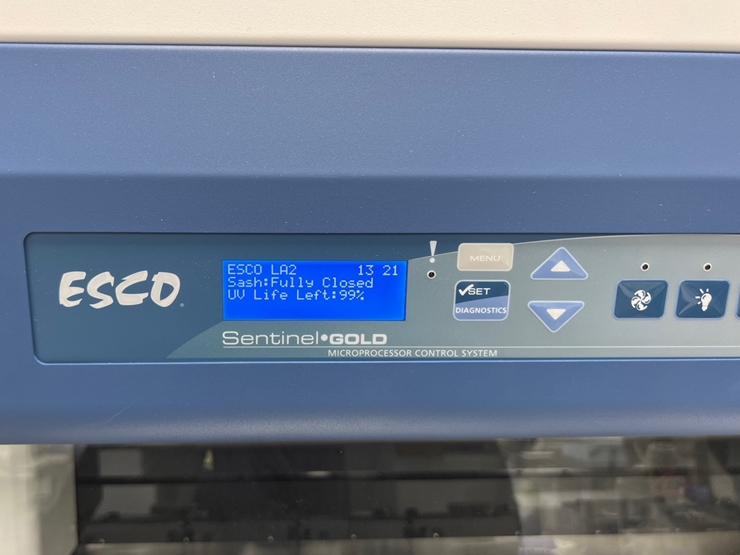 ESCO
ESCO LA2 13 21
Sash:Fully Closed
UV Life Left:99%
Sentinel•GOLD
MICROPROCESSOR CONTROL SYSTEM
!
MENU
SET
DIAGNOSTICS